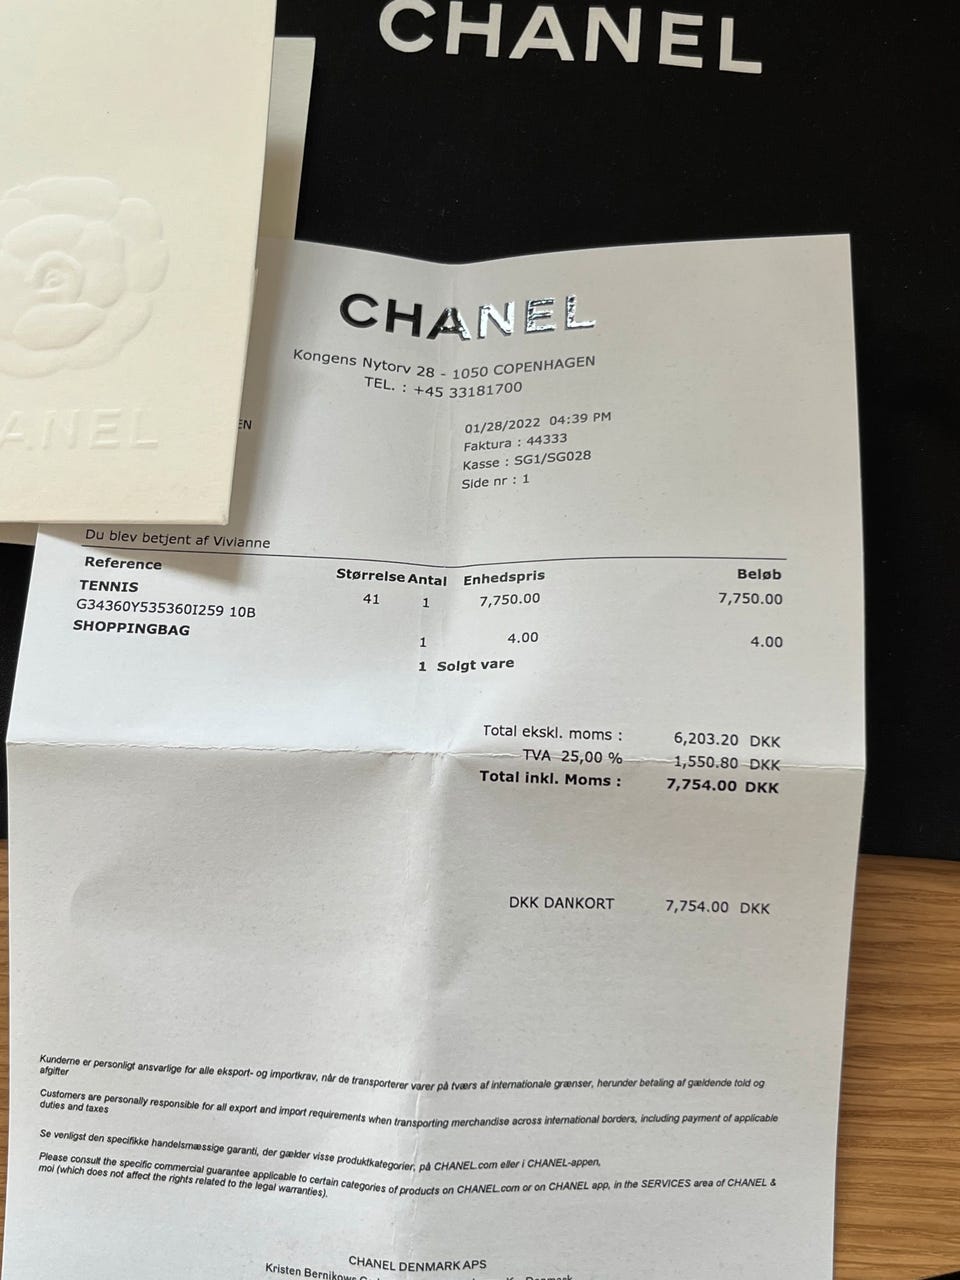 CHANEL
CHANEL
Kongens Nytorv 28 - 1050 COPENHAGEN
TEL. : +45 33181700
01/28/2022 04:39 PM
Faktura : 44333
Kasse : SG1/SG028
Side nr : 1
EN
ANEL
Du blev betjent af Vivianne
Reference Størrelse Antal Enhedspris Beløb
TENNIS 41 1 7,750.00 7,750.00
G34360Y535360I259 10B
SHOPPINGBAG 1 4.00 4.00
1 Solgt vare
Total ekskl. moms : 6,203.20 DKK
TVA 25,00 % 1,550.80 DKK
Total inkl. Moms : 7,754.00 DKK
DKK DANKORT 7,754.00 DKK
Kunderne er personligt ansvarlige for alle eksport- og importkrav, når de transporterer varer på tværs af internationale grænser, herunder betaling af gældende told og
afgifter
Customers are personally responsible for all export and import requirements when transporting merchandise across international borders, including payment of applicable
duties and taxes
Se venligst den specifikke handelsmæssige garanti, der gælder visse produktkategorier, på CHANEL.com eller i CHANEL-appen,
Please consult the specific commercial guarantee applicable to certain categories of products on CHANEL.com or on CHANEL app, in the SERVICES area of CHANEL &
moi (which does not affect the rights related to the legal warranties).
CHANEL DENMARK APS
Kristen Bernikows